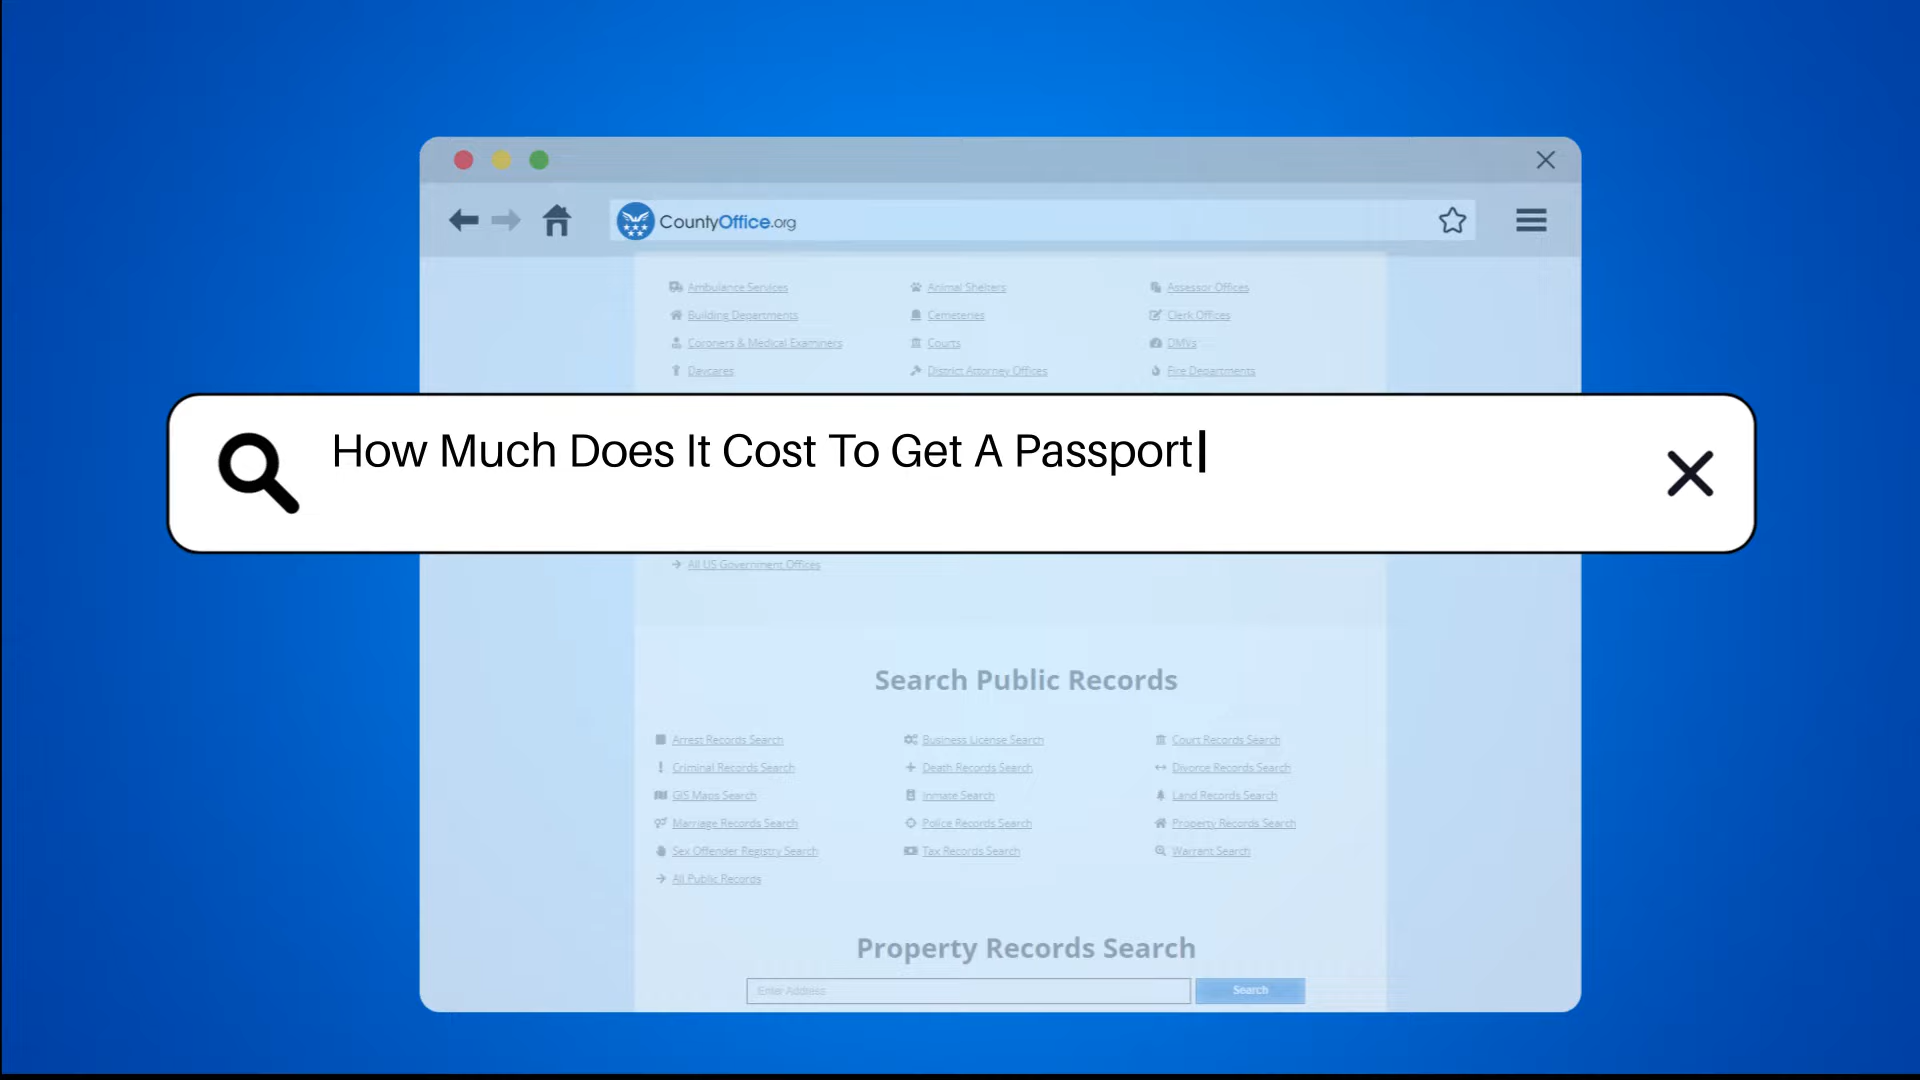 CountyOffice.org
Ambulance Services
Animal Shelters
Assessor Offices
Building Departments
Cemeteries
Clerk Offices
Coroners & Medical Examiners
Courts
DMVs
Daycares
District Attorney Offices
Fire Departments
How Much Does It Cost To Get A Passport
All US Government Offices
Search Public Records
Arrest Records Search
Business License Search
Court Records Search
Criminal Records Search
Death Records Search
Divorce Records Search
GIS Maps Search
Inmate Search
Land Records Search
Marriage Records Search
Police Records Search
Property Records Search
Sex Offender Registry Search
Tax Records Search
Warrant Search
All Public Records
Property Records Search
Enter Address
Search